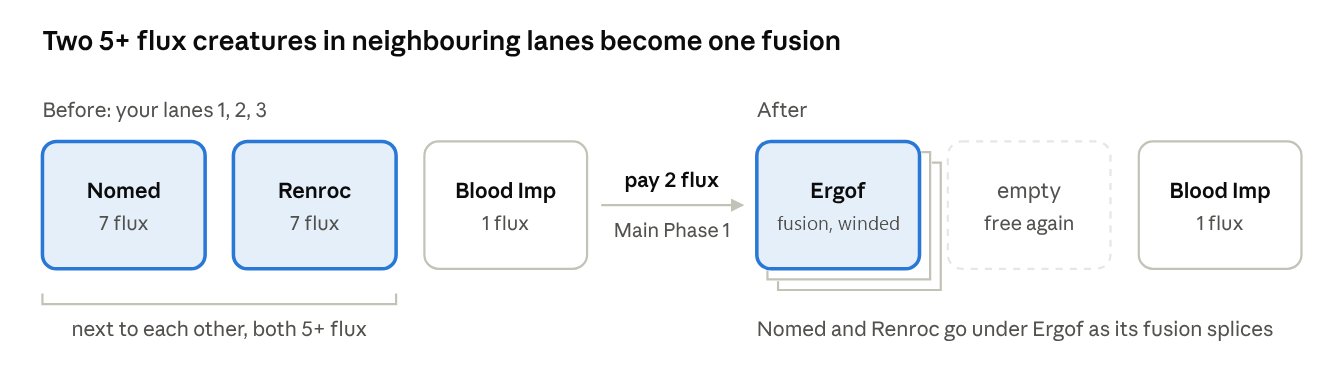 Two 5+ flux creatures in neighbouring lanes become one fusion
Before: your lanes 1, 2, 3
After
Nomed
7 flux
Renroc
7 flux
Blood Imp
1 flux
pay 2 flux
Main Phase 1
Ergof
fusion, winded
empty
free again
Blood Imp
1 flux
next to each other, both 5+ flux
Nomed and Renroc go under Ergof as its fusion splices